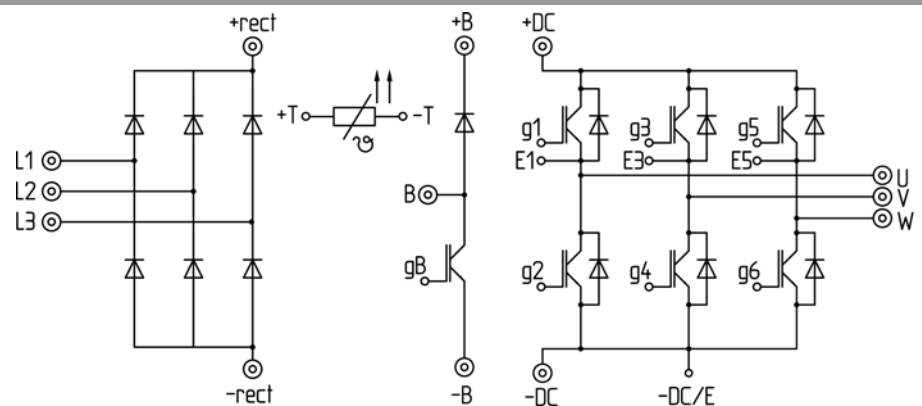 +rect
+B
+DC
+T
-T
g1
g3
g5
L1
E1
E3
E5
L2
B
U
V
L3
W
gB
g2
g4
g6
-rect
-B
-DC
-DC/E
ϑ